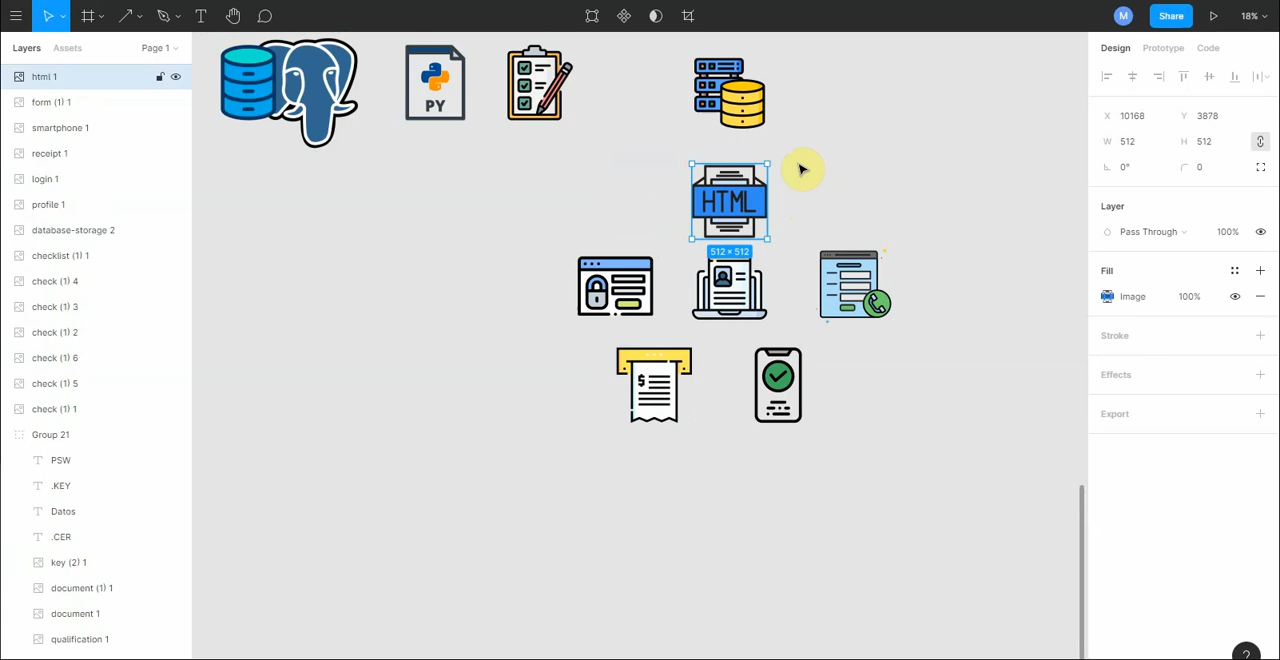 M
Share
18%
Layers
Assets
Page 1
Design
Prototype
Code
html 1
form (1) 1
smartphone 1
receipt 1
login 1
profile 1
database-storage 2
checklist (1) 1
check (1) 4
check (1) 3
check (1) 2
check (1) 6
check (1) 5
check (1) 1
Group 21
PSW
.KEY
Datos
.CER
key (2) 1
document (1) 1
document 1
qualification 1
PY
HTML
512 × 512
$
X 10168
Y 3878
W 512
H 512
0°
0
Layer
Pass Through
100%
Fill
Image
100%
Stroke
Effects
Export
?